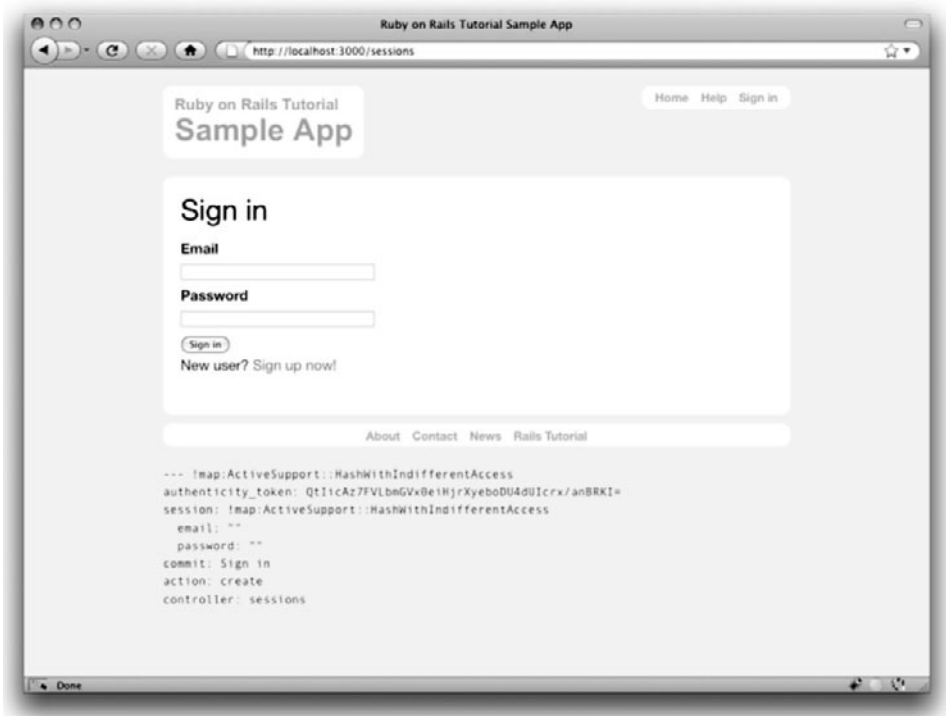 Ruby on Rails Tutorial Sample App
http://localhost:3000/sessions
Ruby on Rails Tutorial
Sample App
Home Help Sign in
Sign in
Email
Password
Sign in
New user? Sign up now!
About Contact News Rails Tutorial
--- !map:ActiveSupport::HashWithIndifferentAccess
authenticity_token: QtIicAz7FVLbmGVx0eiHjrXyeboDU4dUIcrx/anBRKI=
session: !map:ActiveSupport::HashWithIndifferentAccess
  email: ""
  password: ""
commit: Sign in
action: create
controller: sessions
Done